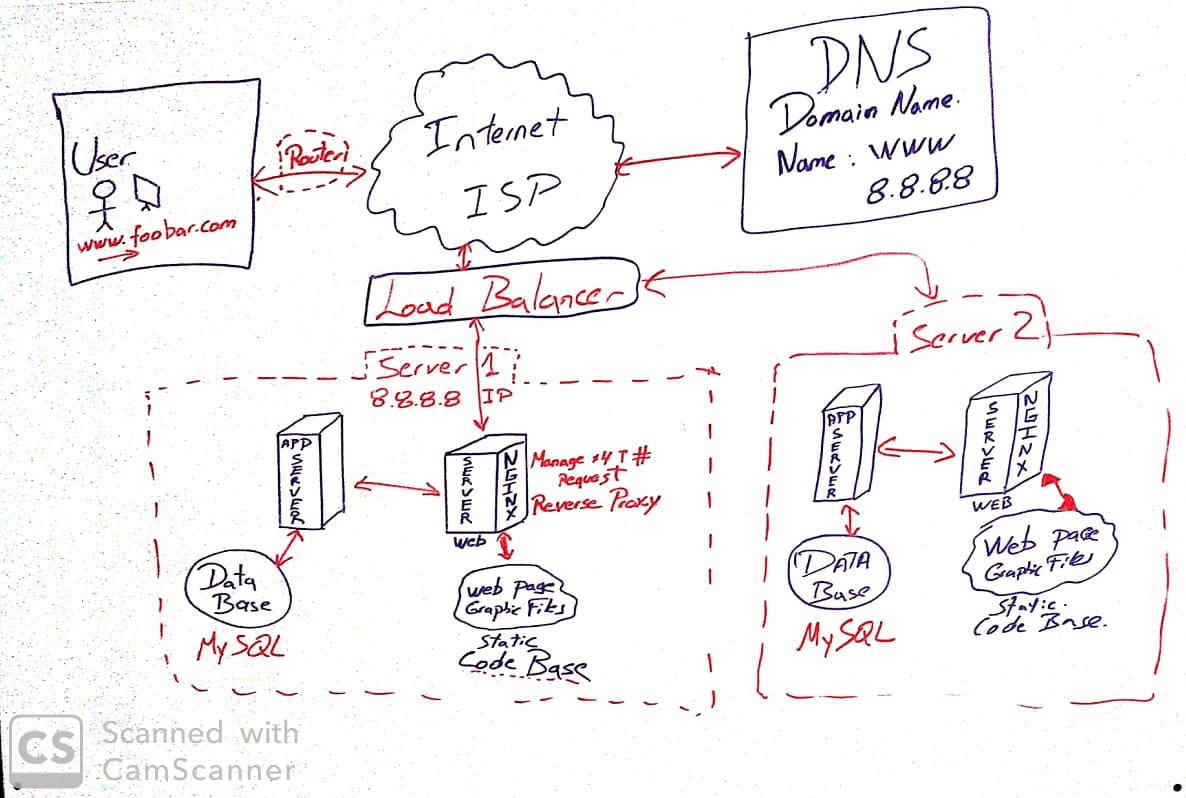 User
www.foobar.com
Router
Internet
ISP
DNS
Domain Name.
Name: WWW
8.8.8.8
Load Balancer
Server 1
8.8.8.8 IP
APP SERVER
SERVER NGINX
Web
Manage
Request
Reverse Proxy
Data
Base
MySQL
Web Page
Graphic Files
Static
Code Base
Server 2
APP SERVER
SERVER NGINX
WEB
DATA
Base
MySQL
Web Page
Graphic Files
Static.
Code Base.
CS
Scanned with
CamScanner